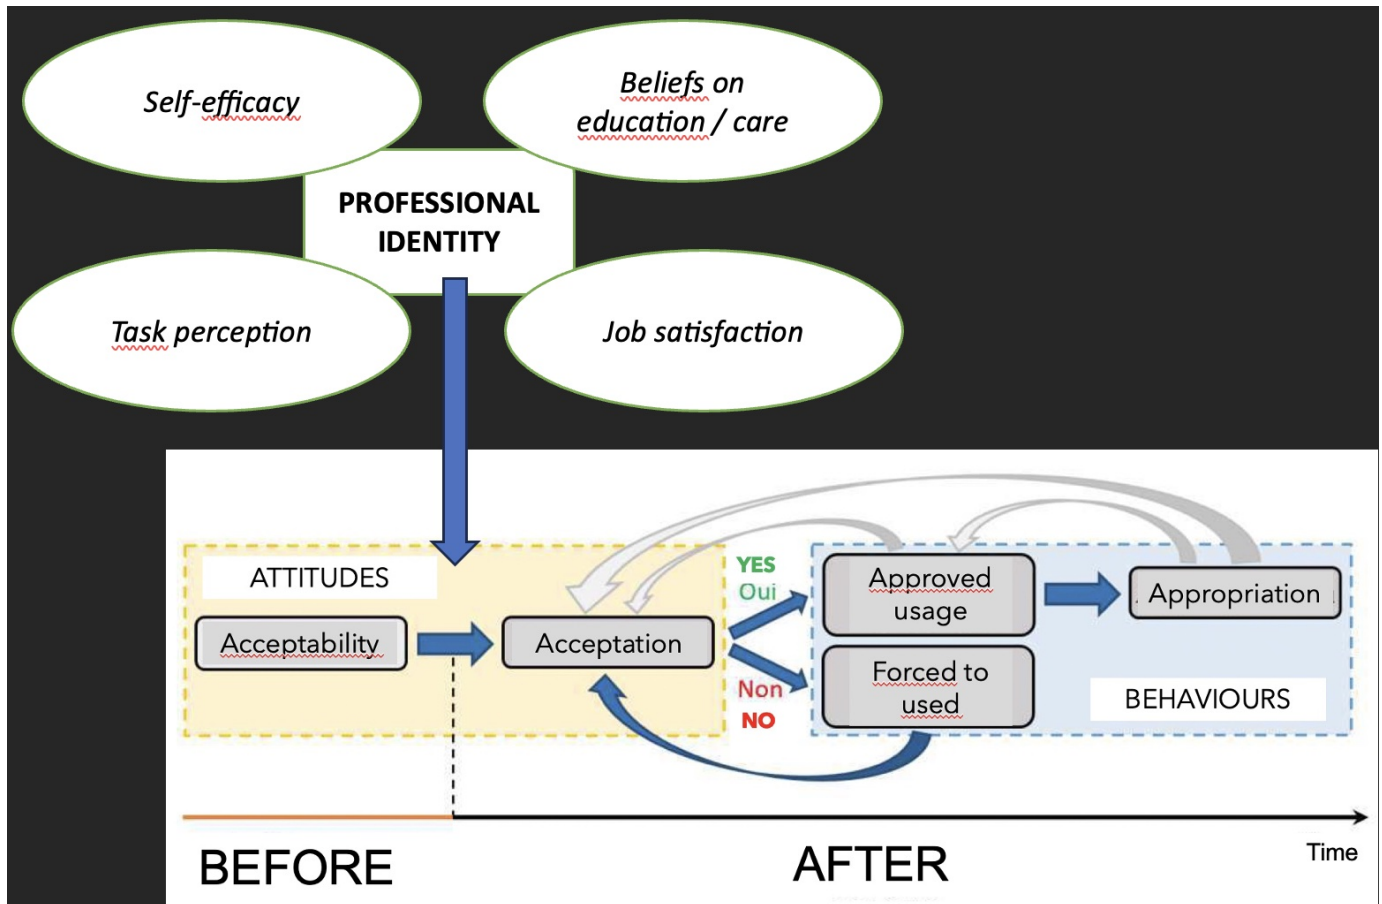 Self-efficacy
Beliefs on
education / care
PROFESSIONAL
IDENTITY
Task perception
Job satisfaction
ATTITUDES
Acceptability
Acceptation
YES
Oui
Non
NO
Approved
usage
Forced to
used
Appropriation
BEHAVIOURS
BEFORE
AFTER
Time